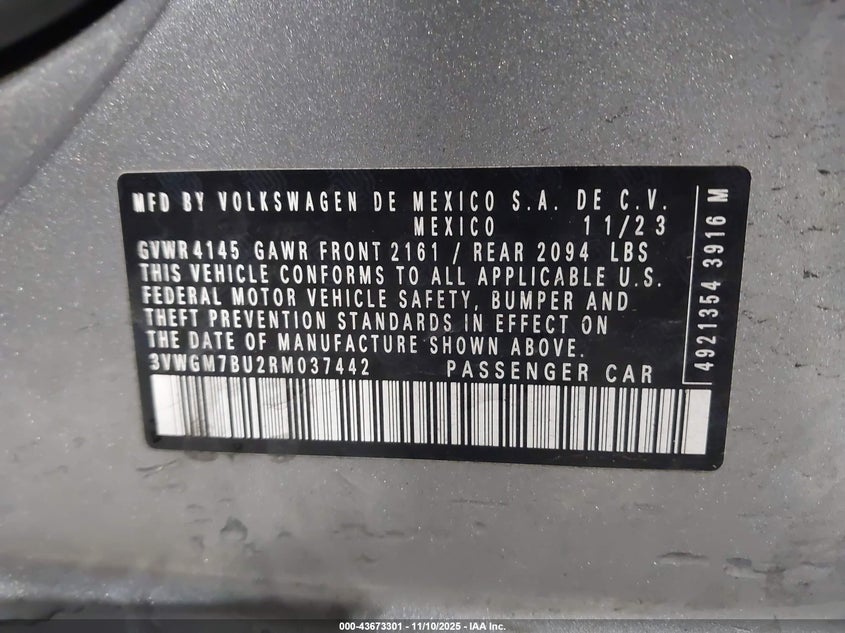 MFD BY VOLKSWAGEN DE MEXICO S.A. DE C.V.
MEXICO 11/23
GVWR 4145 GAWR FRONT 2161 / REAR 2094 LBS
THIS VEHICLE CONFORMS TO ALL APPLICABLE U.S.
FEDERAL MOTOR VEHICLE SAFETY, BUMPER AND
THEFT PREVENTION STANDARDS IN EFFECT ON
THE DATE OF MANUFACTURE SHOWN ABOVE.
3VWGM7BU2RM037442 PASSENGER CAR
4921354 3916 M
000-43673301 - 11/10/2025 - IAA Inc.